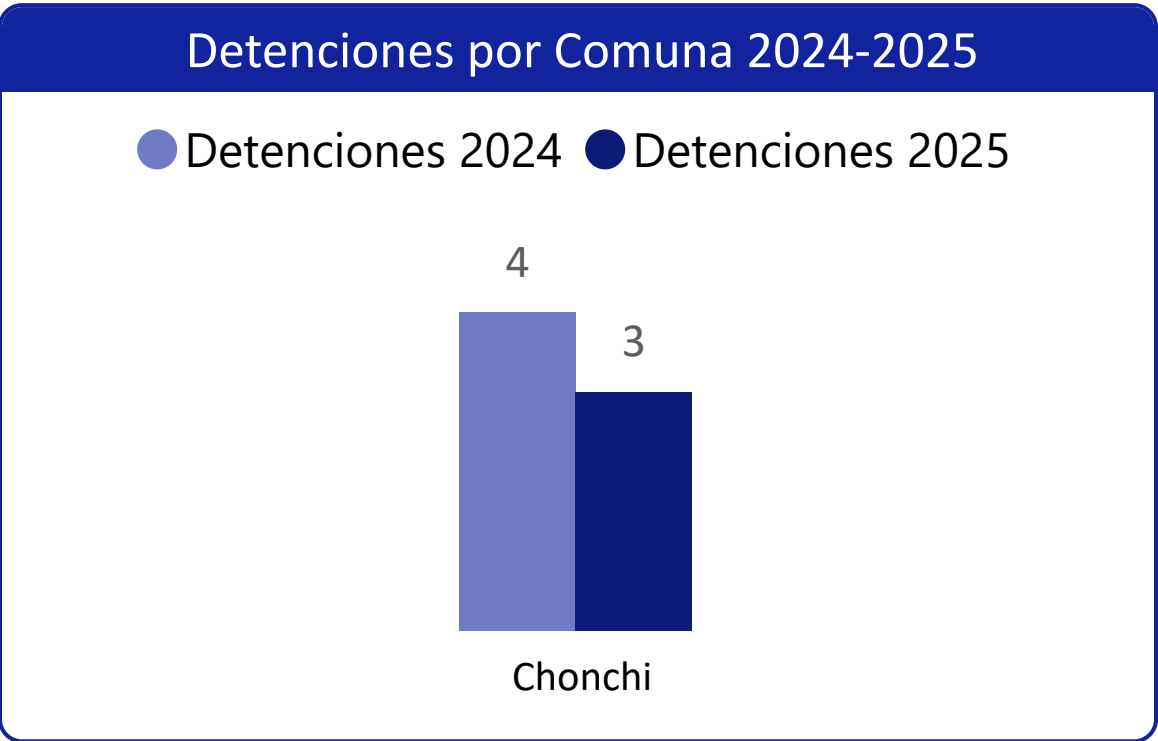 Detenciones por Comuna 2024-2025
Detenciones 2024 Detenciones 2025
4
3
Chonchi